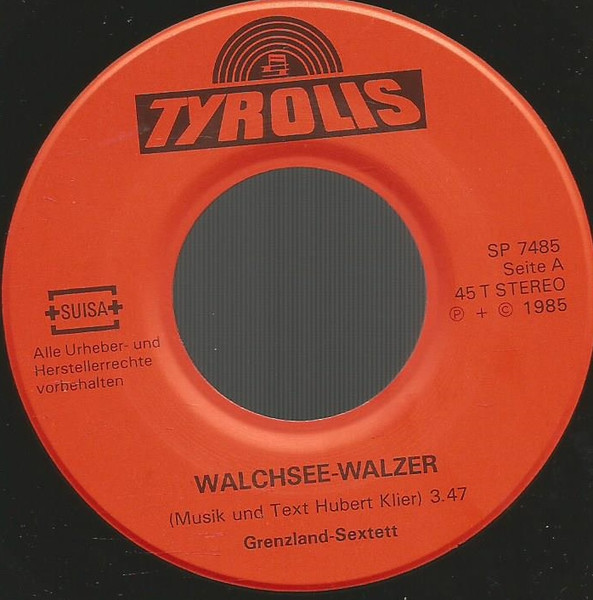 TYROLIS
SP 7485
Seite A
45 T STEREO
℗ + © 1985
SUISA
Alle Urheber- und
Herstellerrechte
vorbehalten
WALCHSEE-WALZER
(Musik und Text Hubert Klier) 3.47
Grenzland-Sextett